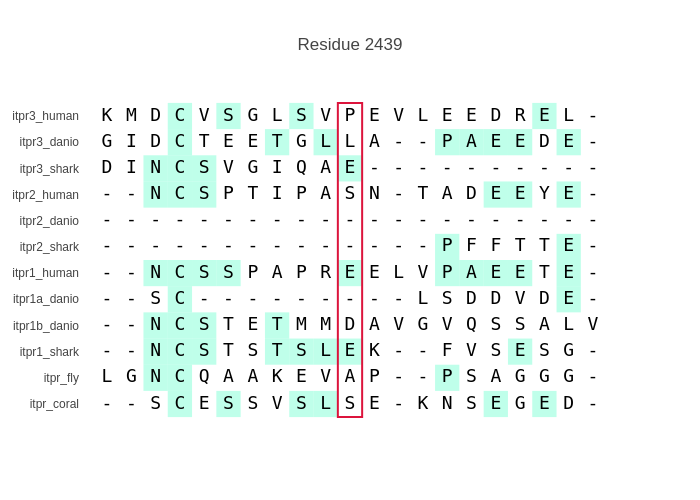 Residue 2439
itpr3_human K M D C V S G L S V P E V L E E D R E L -
itpr3_danio G I D C T E E T G L L A - - P A E E D E -
itpr3_shark D I N C S V G I Q A E - - - - - - - - - -
itpr2_human - - N C S P T I P A S N - T A D E E Y E -
itpr2_danio - - - - - - - - - - - - - - - - - - - - -
itpr2_shark - - - - - - - - - - - - - - P F F T T E -
itpr1_human - - N C S S P A P R E E L V P A E E T E -
itpr1a_danio - - S C - - - - - - - - - L S D D V D E -
itpr1b_danio - - N C S T E T M M D A V G V Q S S A L V
itpr1_shark - - N C S T S T S L E K - - F V S E S G -
itpr_fly L G N C Q A A K E V A P - - P S A G G G -
itpr_coral - - S C E S S V S L S E - K N S E G E D -